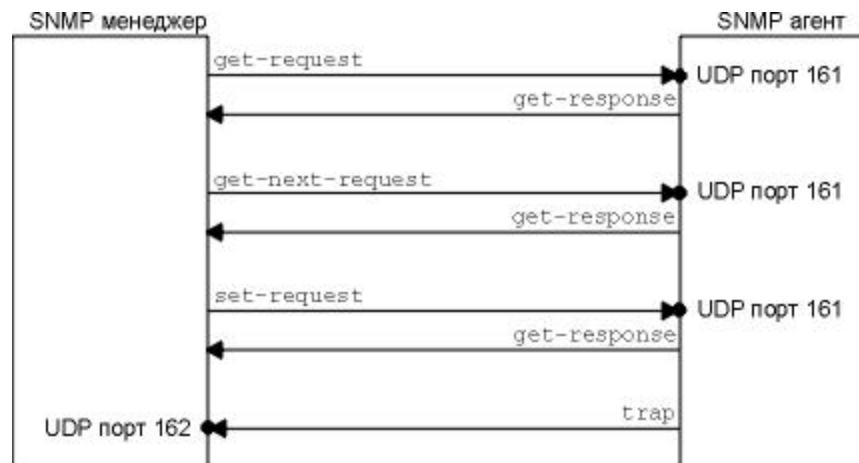 SNMP менеджер
SNMP агент
get-request
UDP порт 161
get-response
get-next-request
UDP порт 161
get-response
set-request
UDP порт 161
get-response
trap
UDP порт 162